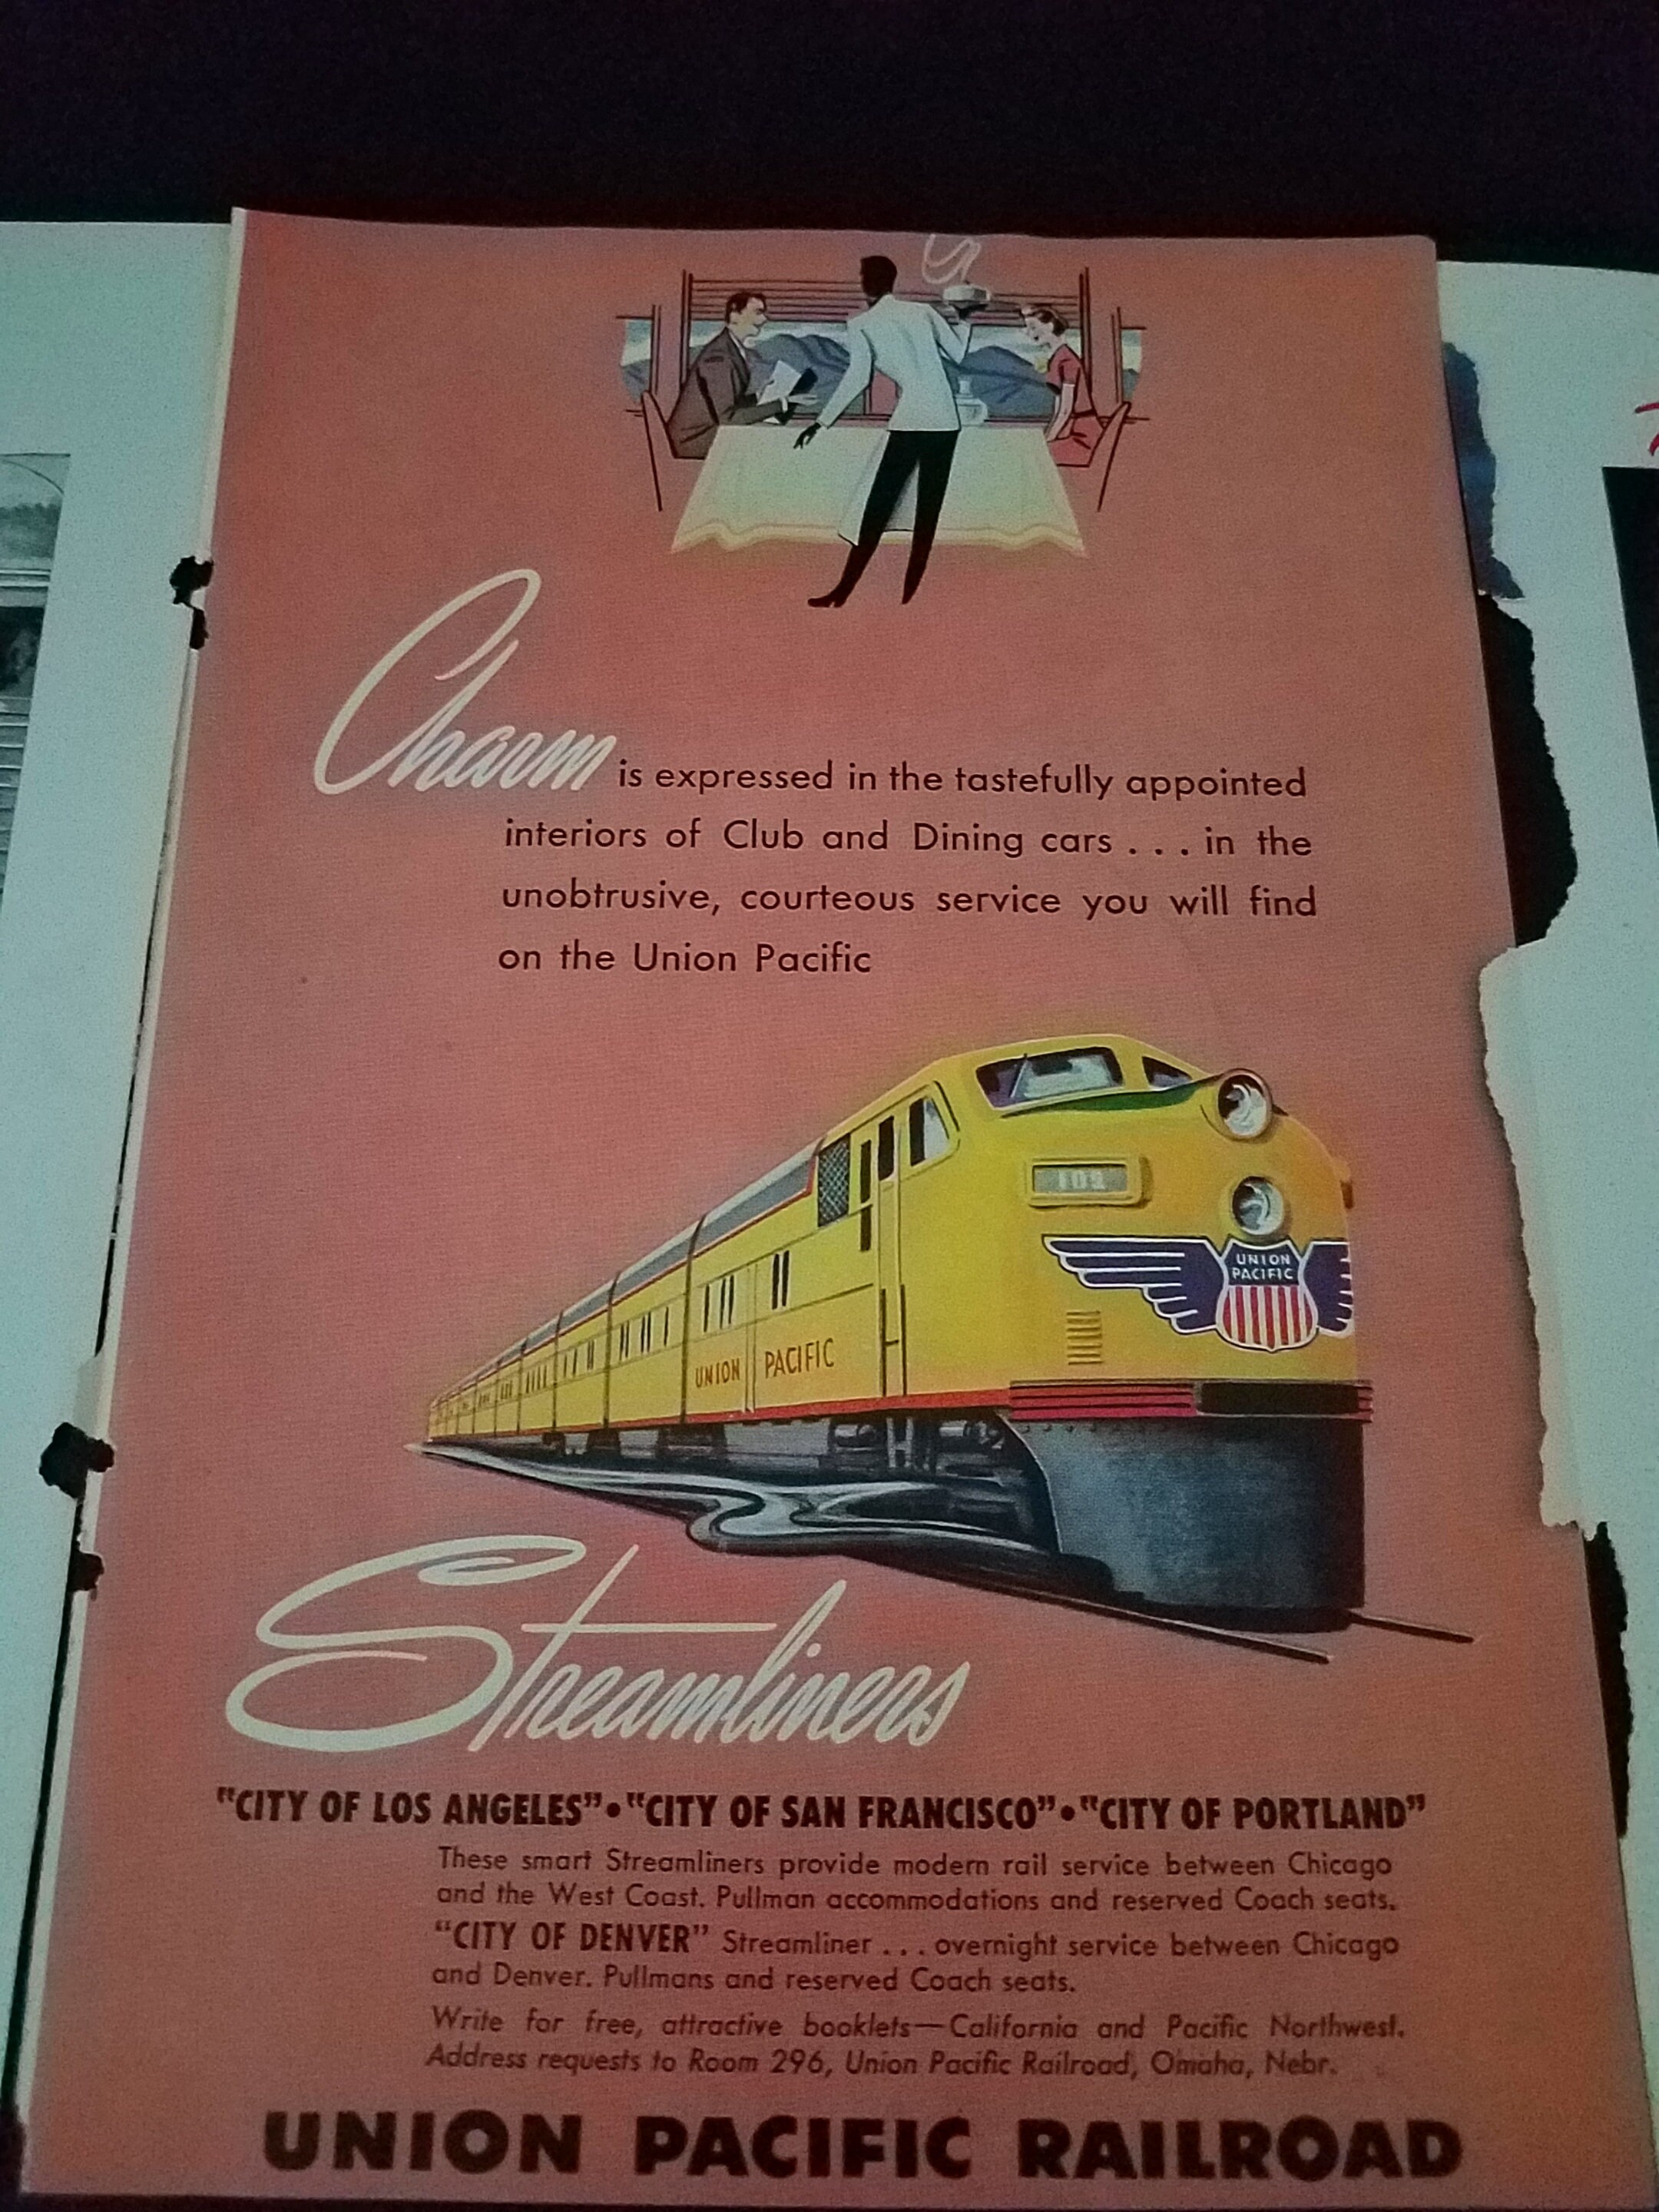 Charm is expressed in the tastefully appointed
interiors of Club and Dining cars . . . in the
unobtrusive, courteous service you will find
on the Union Pacific
UNION
PACIFIC
UNION PACIFIC
Streamliners
"CITY OF LOS ANGELES" • "CITY OF SAN FRANCISCO" • "CITY OF PORTLAND"
These smart Streamliners provide modern rail service between Chicago
and the West Coast. Pullman accommodations and reserved Coach seats.
"CITY OF DENVER" Streamliner . . . overnight service between Chicago
and Denver. Pullmans and reserved Coach seats.
Write for free, attractive booklets—California and Pacific Northwest.
Address requests to Room 296, Union Pacific Railroad, Omaha, Nebr.
UNION PACIFIC RAILROAD